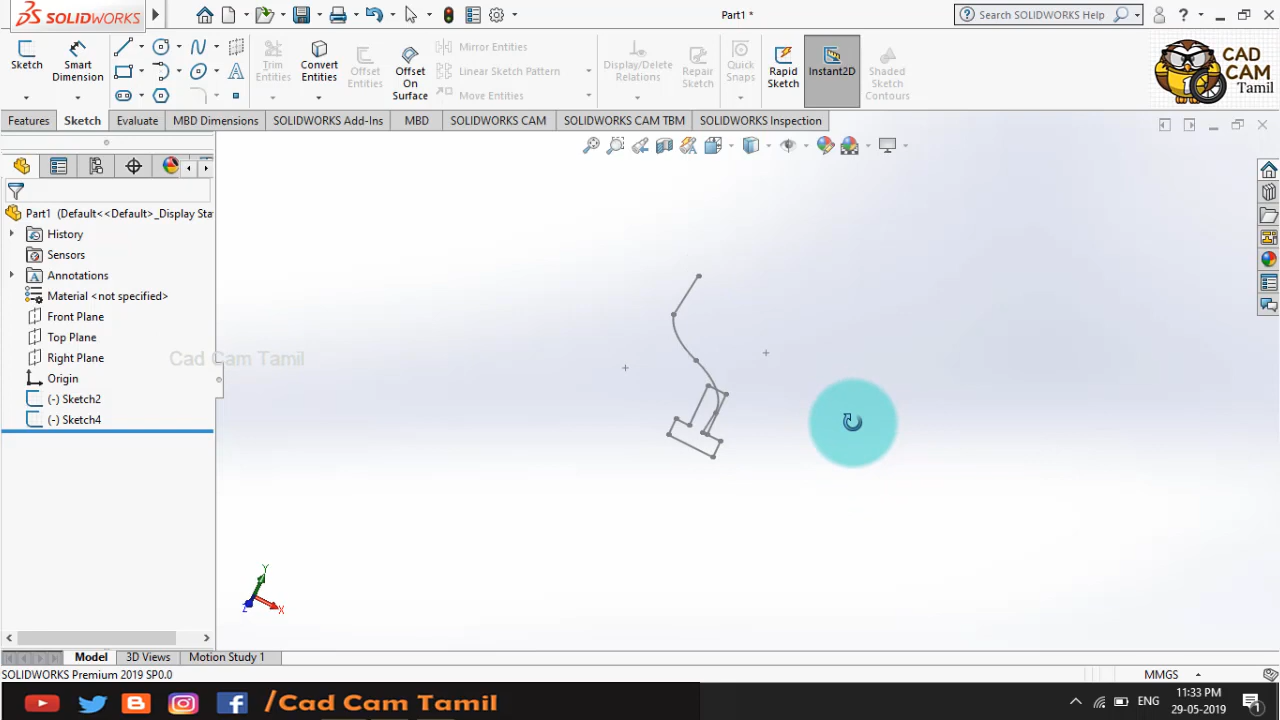 SOLIDWORKS
Part1 *
Search SOLIDWORKS Help
?
Sketch
Smart Dimension
Trim Entities
Convert Entities
Offset Entities
Offset On Surface
Mirror Entities
Linear Sketch Pattern
Move Entities
Display/Delete Relations
Repair Sketch
Quick Snaps
Rapid Sketch
Instant2D
Shaded Sketch Contours
CAD
CAM
Tamil
Features
Sketch
Evaluate
MBD Dimensions
SOLIDWORKS Add-Ins
MBD
SOLIDWORKS CAM
SOLIDWORKS CAM TBM
SOLIDWORKS Inspection
Part1 (Default<<Default>_Display Sta
History
Sensors
Annotations
Material <not specified>
Front Plane
Top Plane
Right Plane
Cad Cam Tamil
Origin
(-) Sketch2
(-) Sketch4
Y
Z
X
Model
3D Views
Motion Study 1
SOLIDWORKS Premium 2019 SP0.0
MMGS
/Cad Cam Tamil
ENG
11:33 PM
29-05-2019
1